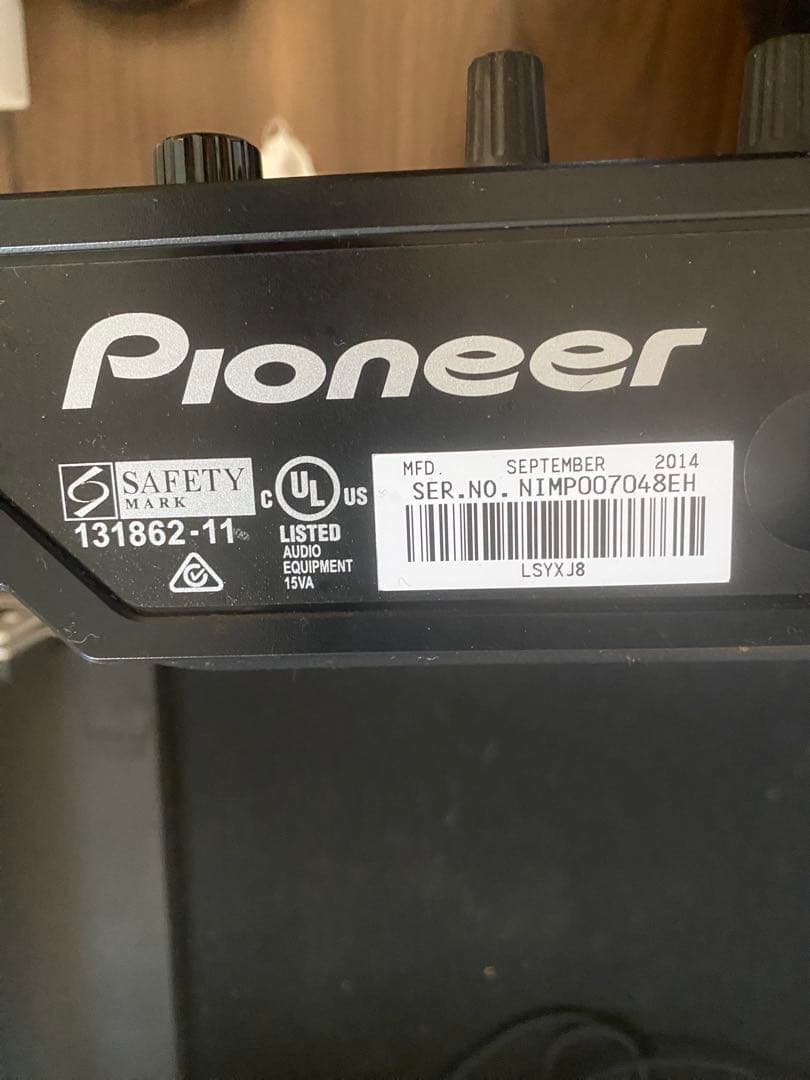 Pioneer
SAFETY
MARK
131862-11
C UL US
LISTED
AUDIO
EQUIPMENT
15VA
MFD. SEPTEMBER 2014
SER.NO. NIMP007048EH
LSYXJ8